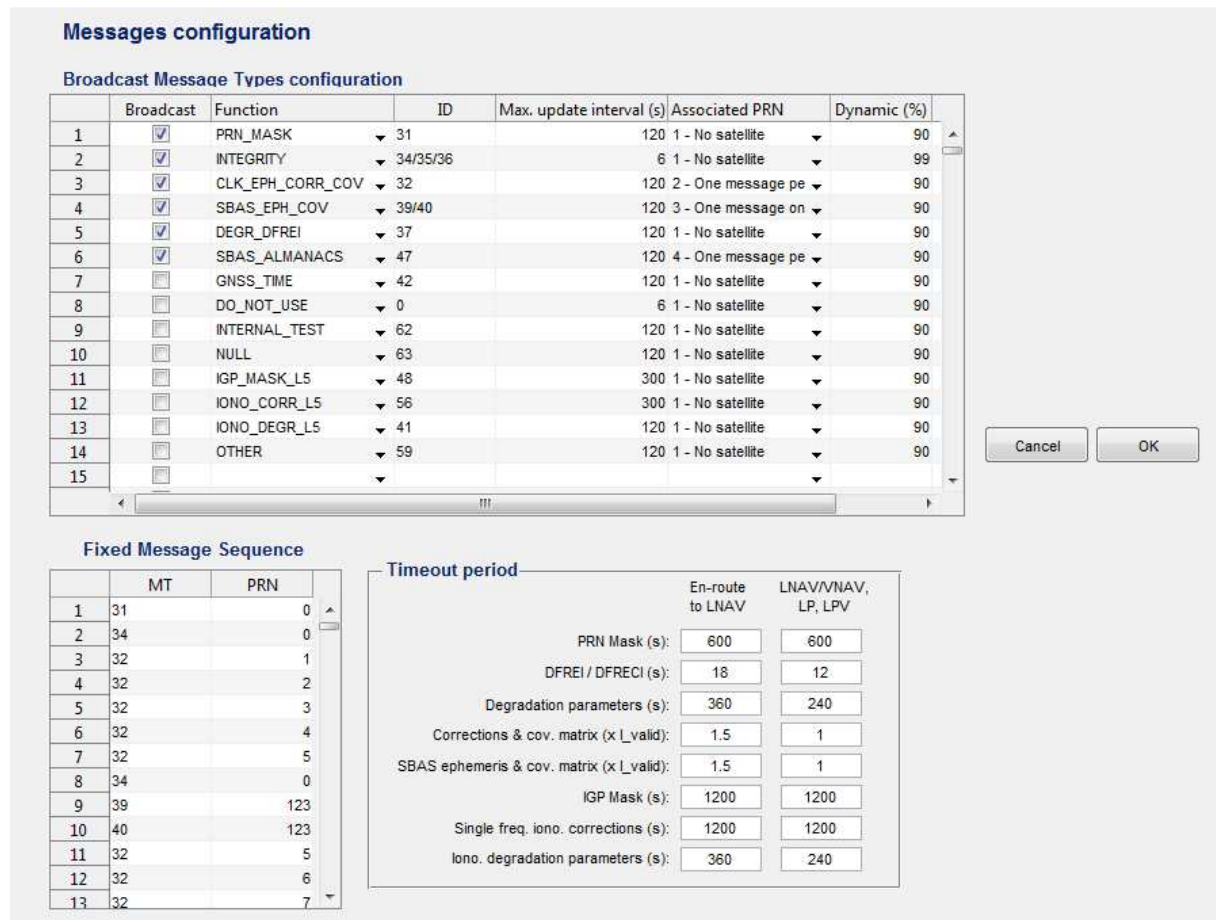 Messages configuration
Broadcast Message Types configuration
Broadcast Function ID Max. update interval (s) Associated PRN Dynamic (%)
1 PRN_MASK 31 120 1 - No satellite 90
2 INTEGRITY 34/35/36 6 1 - No satellite 99
3 CLK_EPH_CORR_COV 32 120 2 - One message pe 90
4 SBAS_EPH_COV 39/40 120 3 - One message on 90
5 DEGR_DFREI 37 120 1 - No satellite 90
6 SBAS_ALMANACS 47 120 4 - One message pe 90
7 GNSS_TIME 42 120 1 - No satellite 90
8 DO_NOT_USE 0 6 1 - No satellite 90
9 INTERNAL_TEST 62 120 1 - No satellite 90
10 NULL 63 120 1 - No satellite 90
11 IGP_MASK_L5 48 300 1 - No satellite 90
12 IONO_CORR_L5 56 300 1 - No satellite 90
13 IONO_DEGR_L5 41 120 1 - No satellite 90
14 OTHER 59 120 1 - No satellite 90
15
Cancel OK
Fixed Message Sequence
MT PRN
1 31 0
2 34 0
3 32 1
4 32 2
5 32 3
6 32 4
7 32 5
8 34 0
9 39 123
10 40 123
11 32 5
12 32 6
13 32 7
Timeout period
En-route to LNAV
LNAV/VNAV, LP, LPV
PRN Mask (s): 600 600
DFREI / DFRECI (s): 18 12
Degradation parameters (s): 360 240
Corrections & cov. matrix (x I_valid): 1.5 1
SBAS ephemeris & cov. matrix (x I_valid): 1.5 1
IGP Mask (s): 1200 1200
Single freq. iono. corrections (s): 1200 1200
Iono. degradation parameters (s): 360 240